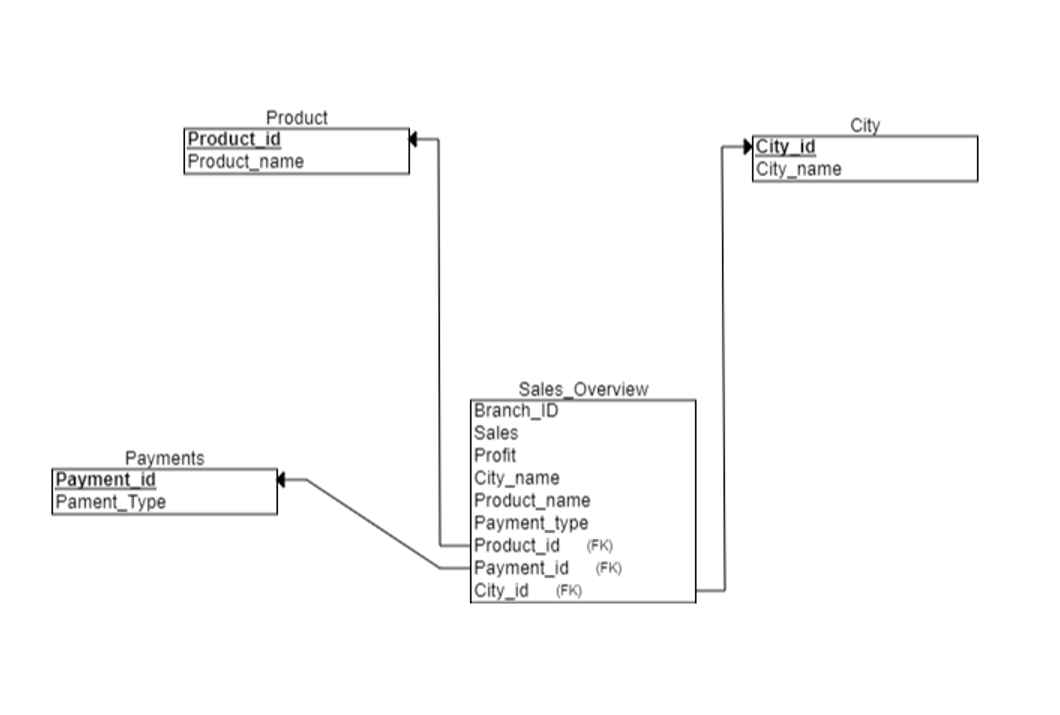 Product
Product_id
Product_name
City
City_id
City_name
Payments
Payment_id
Pament_Type
Sales_Overview
Branch_ID
Sales
Profit
City_name
Product_name
Payment_type
Product_id (FK)
Payment_id (FK)
City_id (FK)